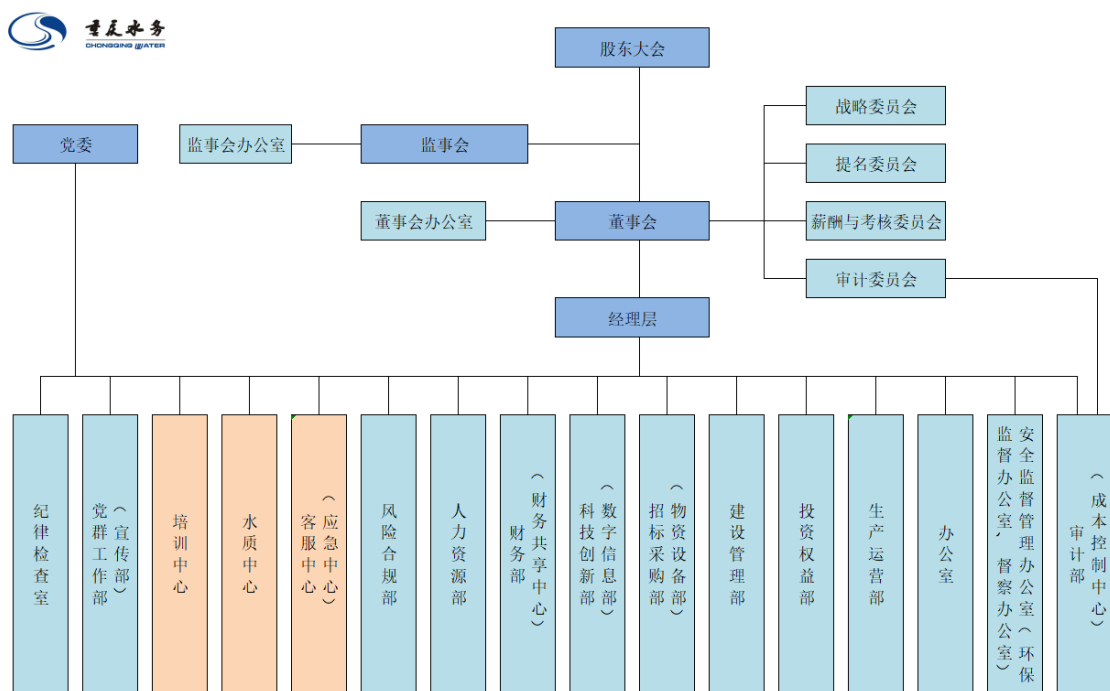 重庆水务
CHONGQING WATER
股东大会
战略委员会
党委
监事会办公室
监事会
提名委员会
董事会办公室
董事会
薪酬与考核委员会
审计委员会
经理层
纪律检查室
党群工作部
（宣传部）
培训中心
水质中心
客服中心
（应急中心）
风险合规部
人力资源部
财务部
（财务共享中心）
科技创新部
（数字信息部）
招标采购部
（物资设备部）
建设管理部
投资权益部
生产运营部
办公室
安全监督管理办公室（环保
监督办公室，督察办公室）
审计部
（成本控制中心）